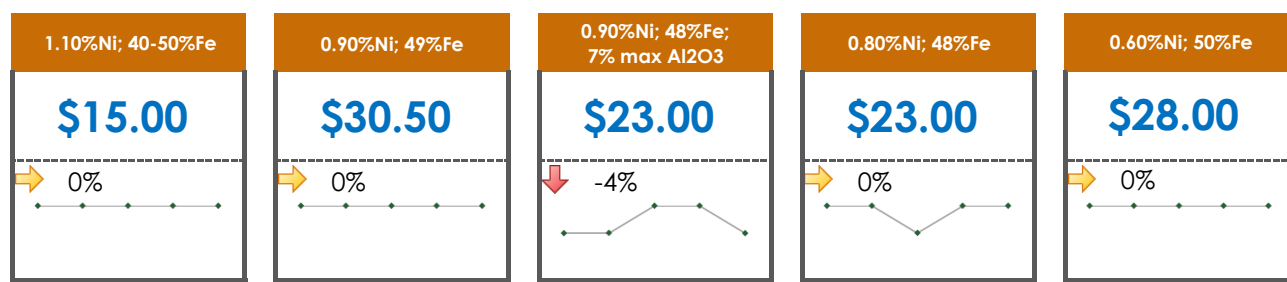 1.10%Ni; 40-50%Fe
$15.00
0%
0.90%Ni; 49%Fe
$30.50
0%
0.90%Ni; 48%Fe;
7% max Al2O3
$23.00
-4%
0.80%Ni; 48%Fe
$23.00
0%
0.60%Ni; 50%Fe
$28.00
0%